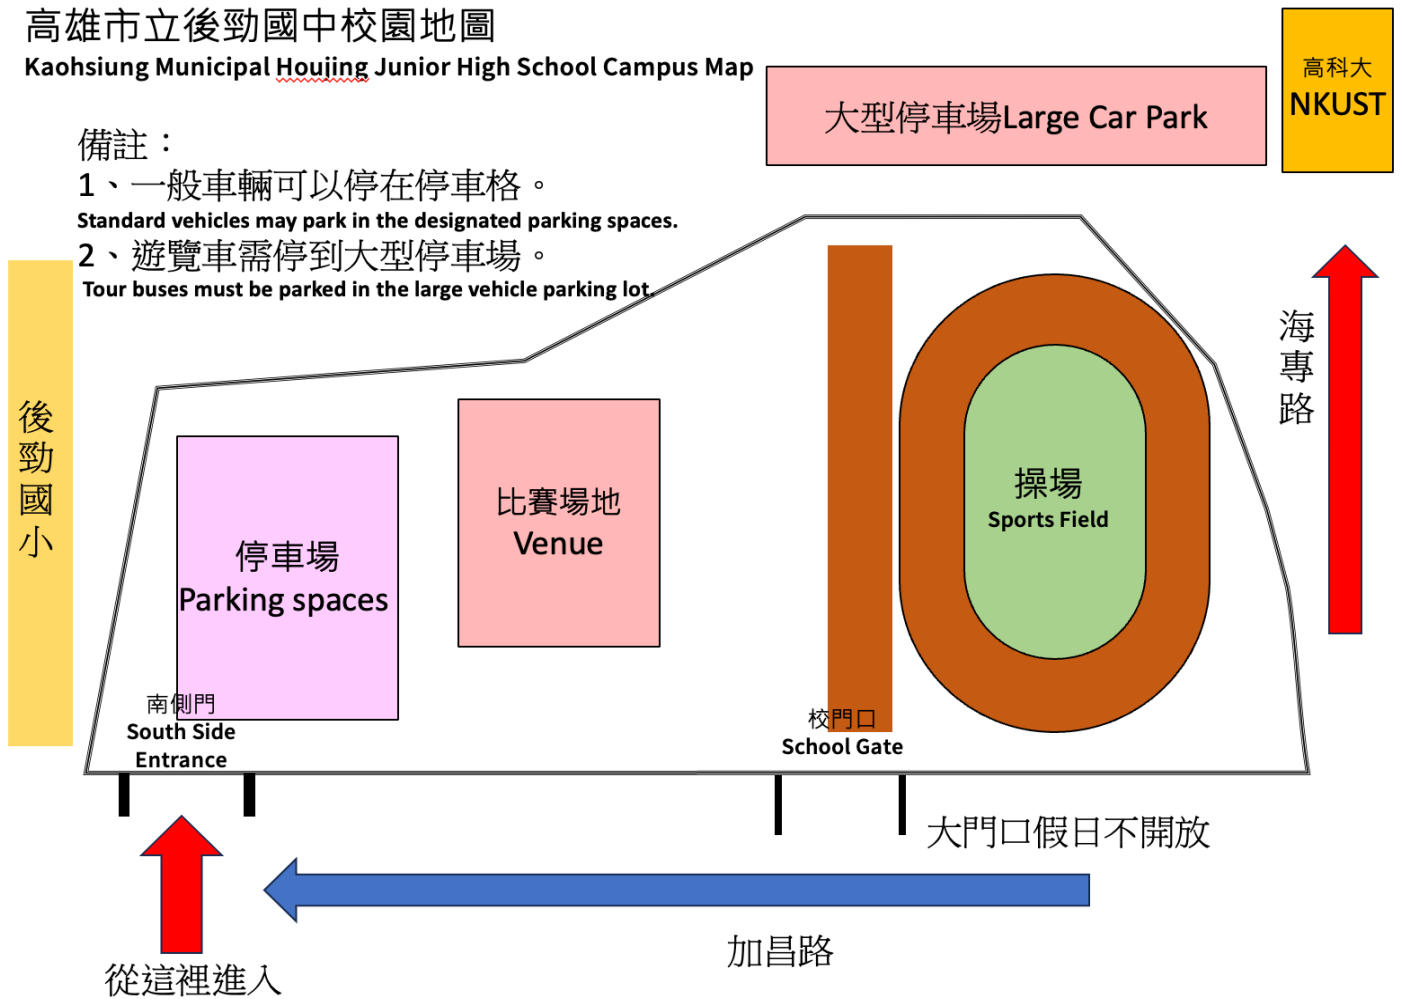 高雄市立後勁國中校園地圖
Kaohsiung Municipal Houjing Junior High School Campus Map
備註：
1、一般車輛可以停在停車格。
Standard vehicles may park in the designated parking spaces.
2、遊覽車需停到大型停車場。
Tour buses must be parked in the large vehicle parking lot.
大型停車場Large Car Park
高科大
NKUST
海專路
後勁國小
停車場
Parking spaces
比賽場地
Venue
操場
Sports Field
南側門
South Side
Entrance
校門口
School Gate
大門口假日不開放
加昌路
從這裡進入